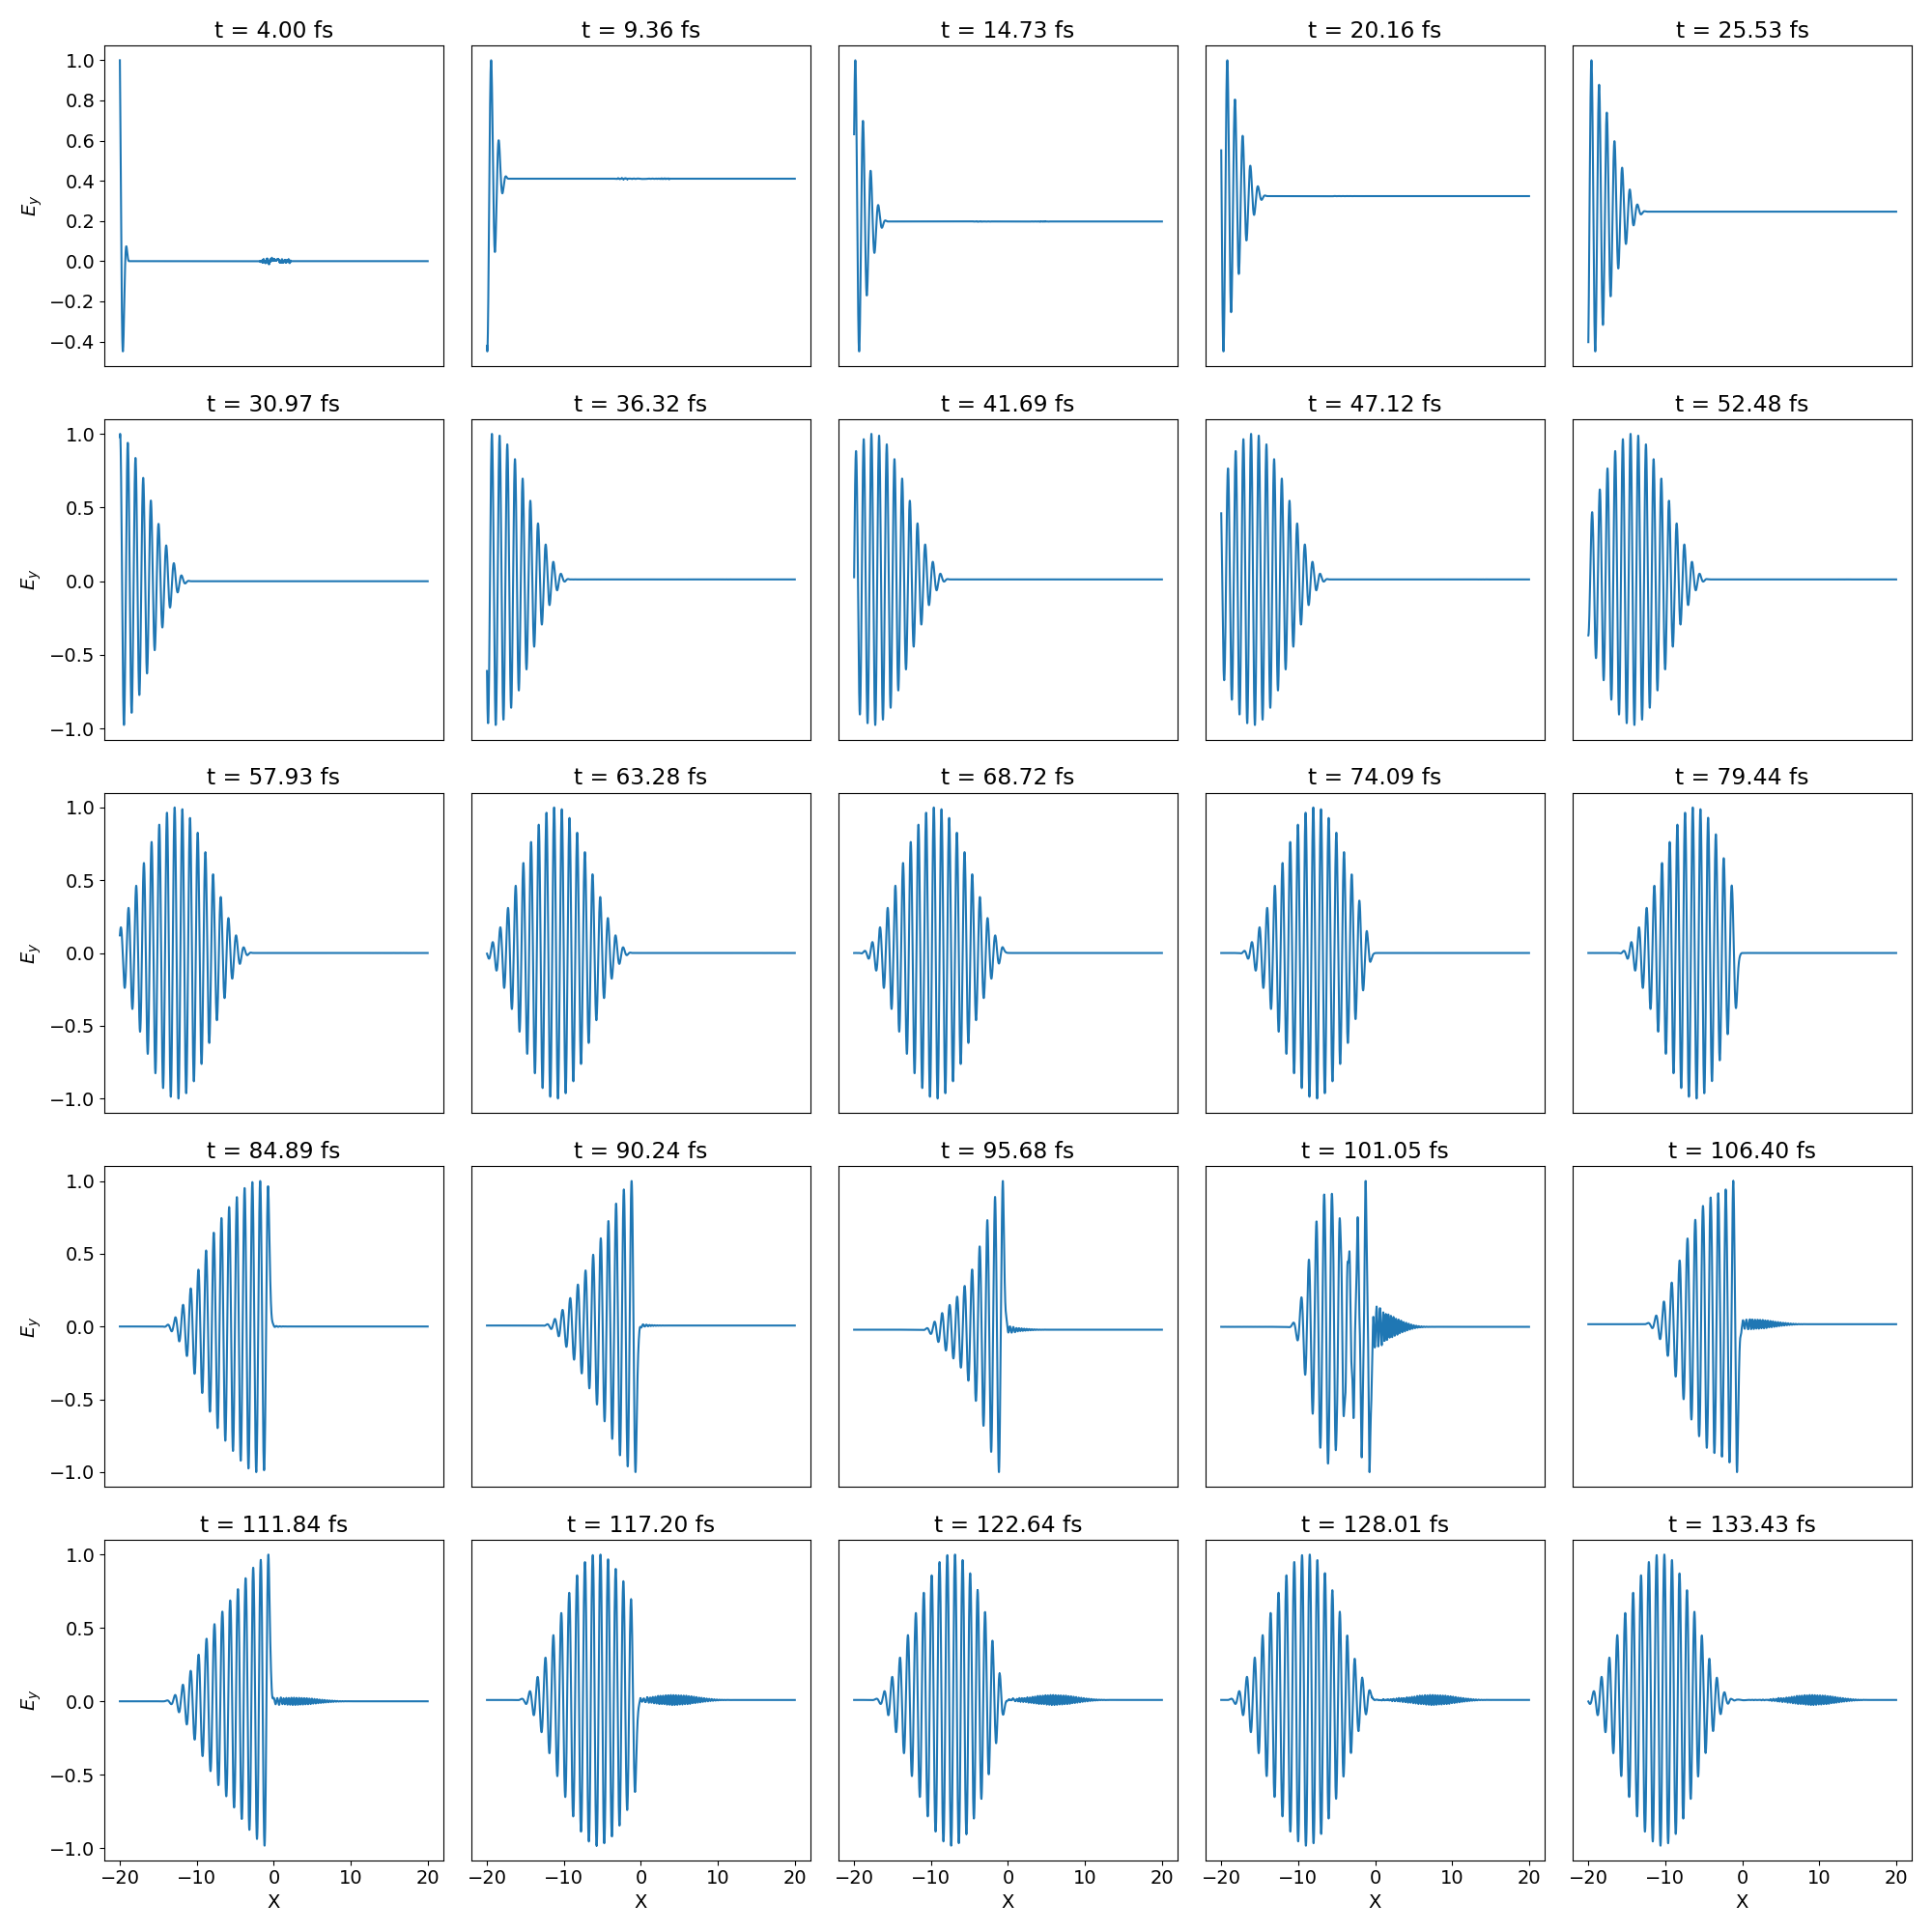 t = 4.00 fs t = 9.36 fs t = 14.73 fs t = 20.16 fs t = 25.53 fs
1.0
0.8
0.6
0.4
0.2
0.0
−0.2
−0.4
E_y
t = 30.97 fs t = 36.32 fs t = 41.69 fs t = 47.12 fs t = 52.48 fs
1.0
0.5
0.0
−0.5
−1.0
E_y
t = 57.93 fs t = 63.28 fs t = 68.72 fs t = 74.09 fs t = 79.44 fs
1.0
0.5
0.0
−0.5
−1.0
E_y
t = 84.89 fs t = 90.24 fs t = 95.68 fs t = 101.05 fs t = 106.40 fs
1.0
0.5
0.0
−0.5
−1.0
E_y
t = 111.84 fs t = 117.20 fs t = 122.64 fs t = 128.01 fs t = 133.43 fs
1.0
0.5
0.0
−0.5
−1.0
E_y
−20 −10 0 10 20 −20 −10 0 10 20 −20 −10 0 10 20 −20 −10 0 10 20 −20 −10 0 10 20
X X X X X